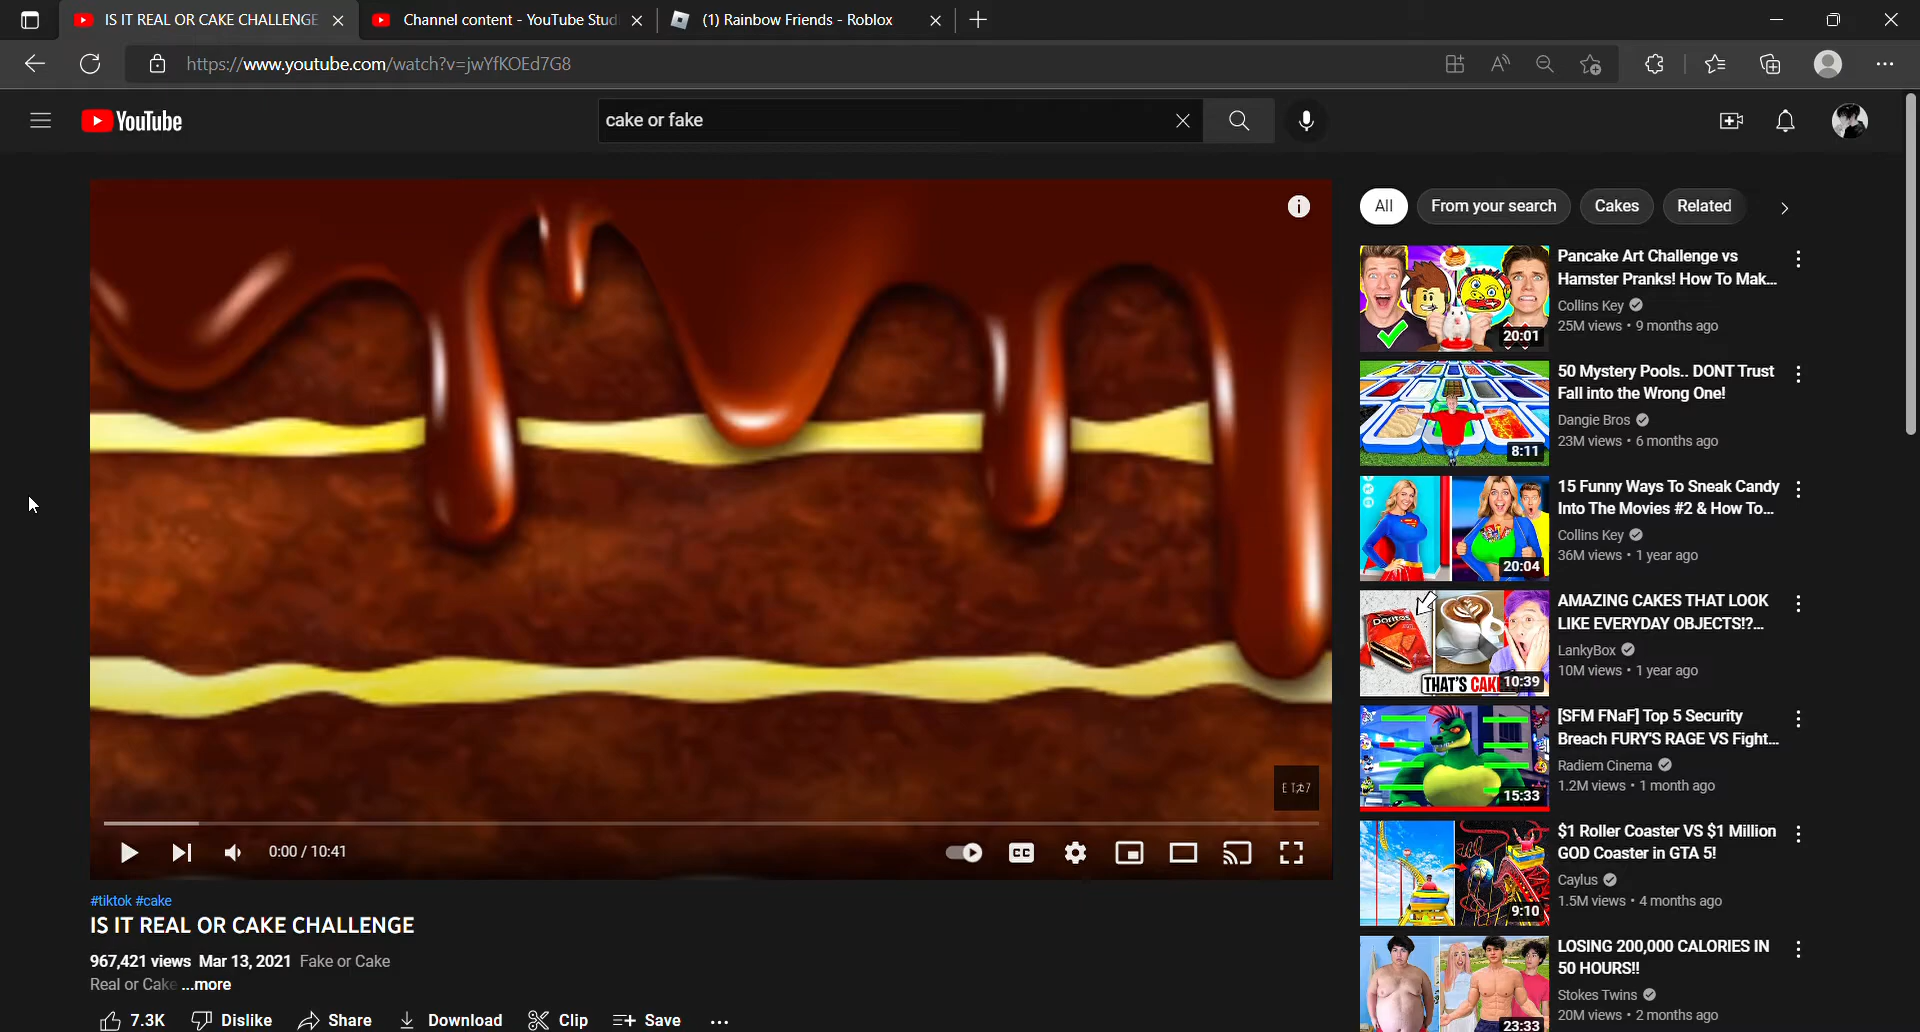 IS IT REAL OR CAKE CHALLENGE
Channel content - YouTube Stud
(1) Rainbow Friends - Roblox
https://www.youtube.com/watch?v=jwYfKOEd7G8
YouTube
cake or fake
All
From your search
Cakes
Related
Pancake Art Challenge vs
Hamster Pranks! How To Mak...
Collins Key
25M views • 9 months ago
20:01
50 Mystery Pools.. DONT Trust
Fall into the Wrong One!
Dangie Bros
23M views • 6 months ago
8:11
15 Funny Ways To Sneak Candy
Into The Movies #2 & How To...
Collins Key
36M views • 1 year ago
20:04
AMAZING CAKES THAT LOOK
LIKE EVERYDAY OBJECTS!?...
LankyBox
10M views • 1 year ago
Doritos
THAT'S CAK
10:39
[SFM FNaF] Top 5 Security
Breach FURY'S RAGE VS Fight...
Radiem Cinema
1.2M views • 1 month ago
15:33
$1 Roller Coaster VS $1 Million
GOD Coaster in GTA 5!
Caylus
1.5M views • 4 months ago
9:10
LOSING 200,000 CALORIES IN
50 HOURS!!
Stokes Twins
20M views • 2 months ago
23:33
0:00 / 10:41
CC
#tiktok #cake
IS IT REAL OR CAKE CHALLENGE
967,421 views Mar 13, 2021 Fake or Cake
Real or Cake ...more
7.3K
Dislike
Share
Download
Clip
Save